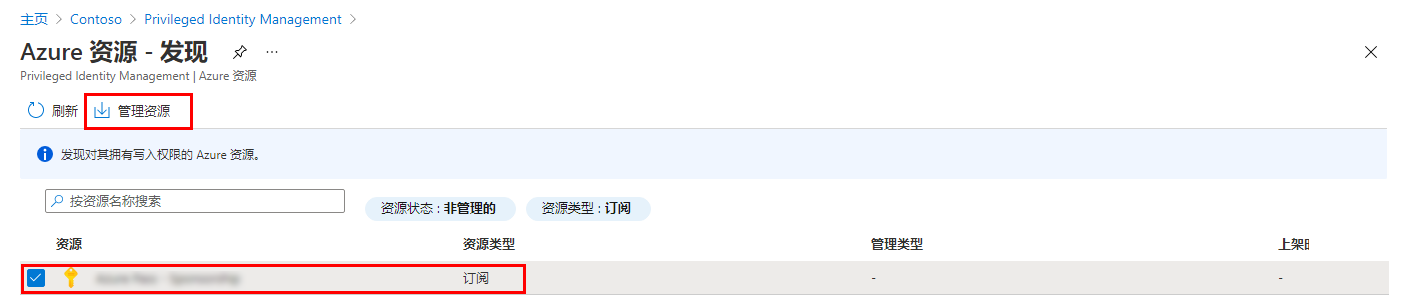 主页 > Contoso > Privileged Identity Management >
Azure 资源 - 发现
Privileged Identity Management | Azure 资源
刷新 管理资源
发现对其拥有写入权限的 Azure 资源。
按资源名称搜索 资源状态 : 非管理的 资源类型 : 订阅
资源 资源类型 管理类型
订阅 - -